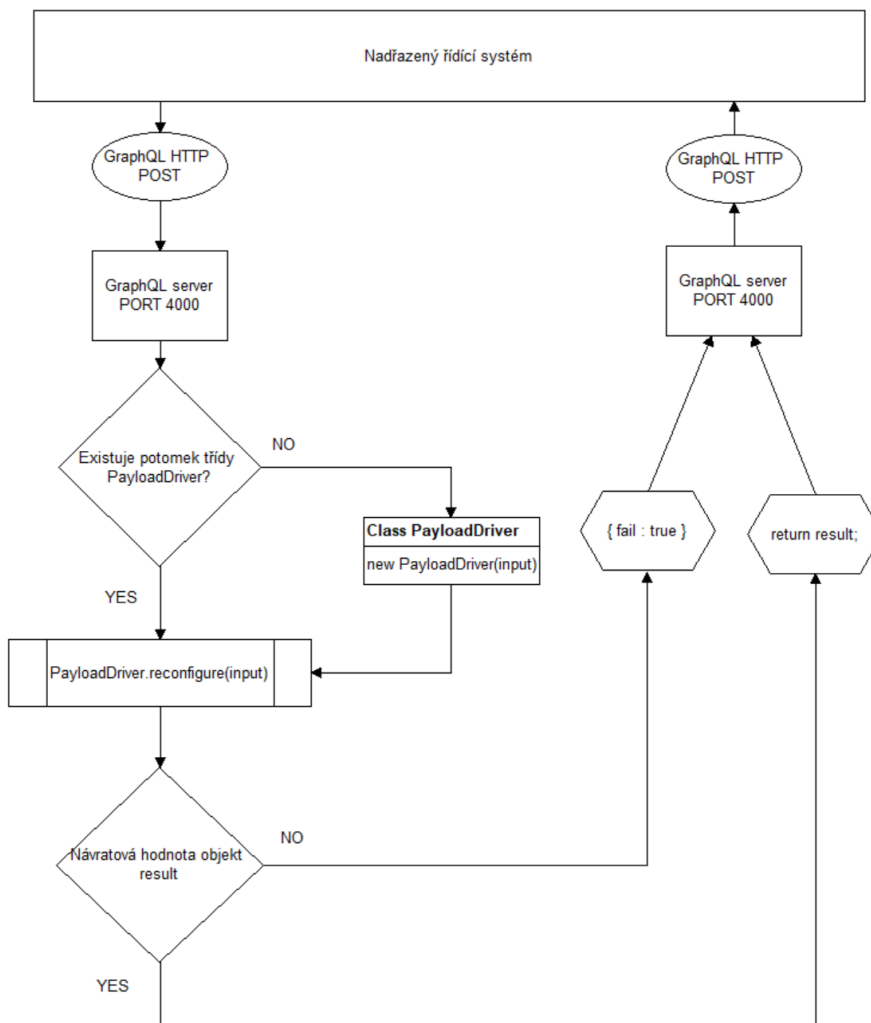 Nadřazený řídící systém
GraphQL HTTP
POST
GraphQL HTTP
POST
GraphQL server
PORT 4000
GraphQL server
PORT 4000
NO
Existuje potomek třídy
PayloadDriver?
Class PayloadDriver
new PayloadDriver(input)
{ fail : true }
return result;
YES
PayloadDriver.reconfigure(input)
NO
Návratová hodnota objekt
result
YES